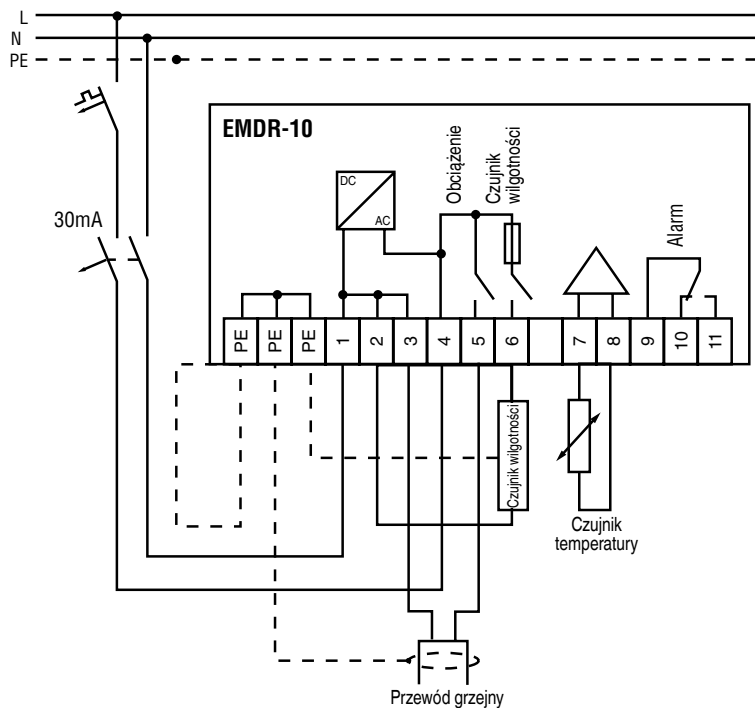 L
N
PE
EMDR-10
DC
AC
Obciążenie
Czujnik
wilgotności
30mA
Alarm
PE
PE
PE
1
2
3
4
5
6
7
8
9
10
11
Czujnik wilgotności
Czujnik
temperatury
Przewód grzejny